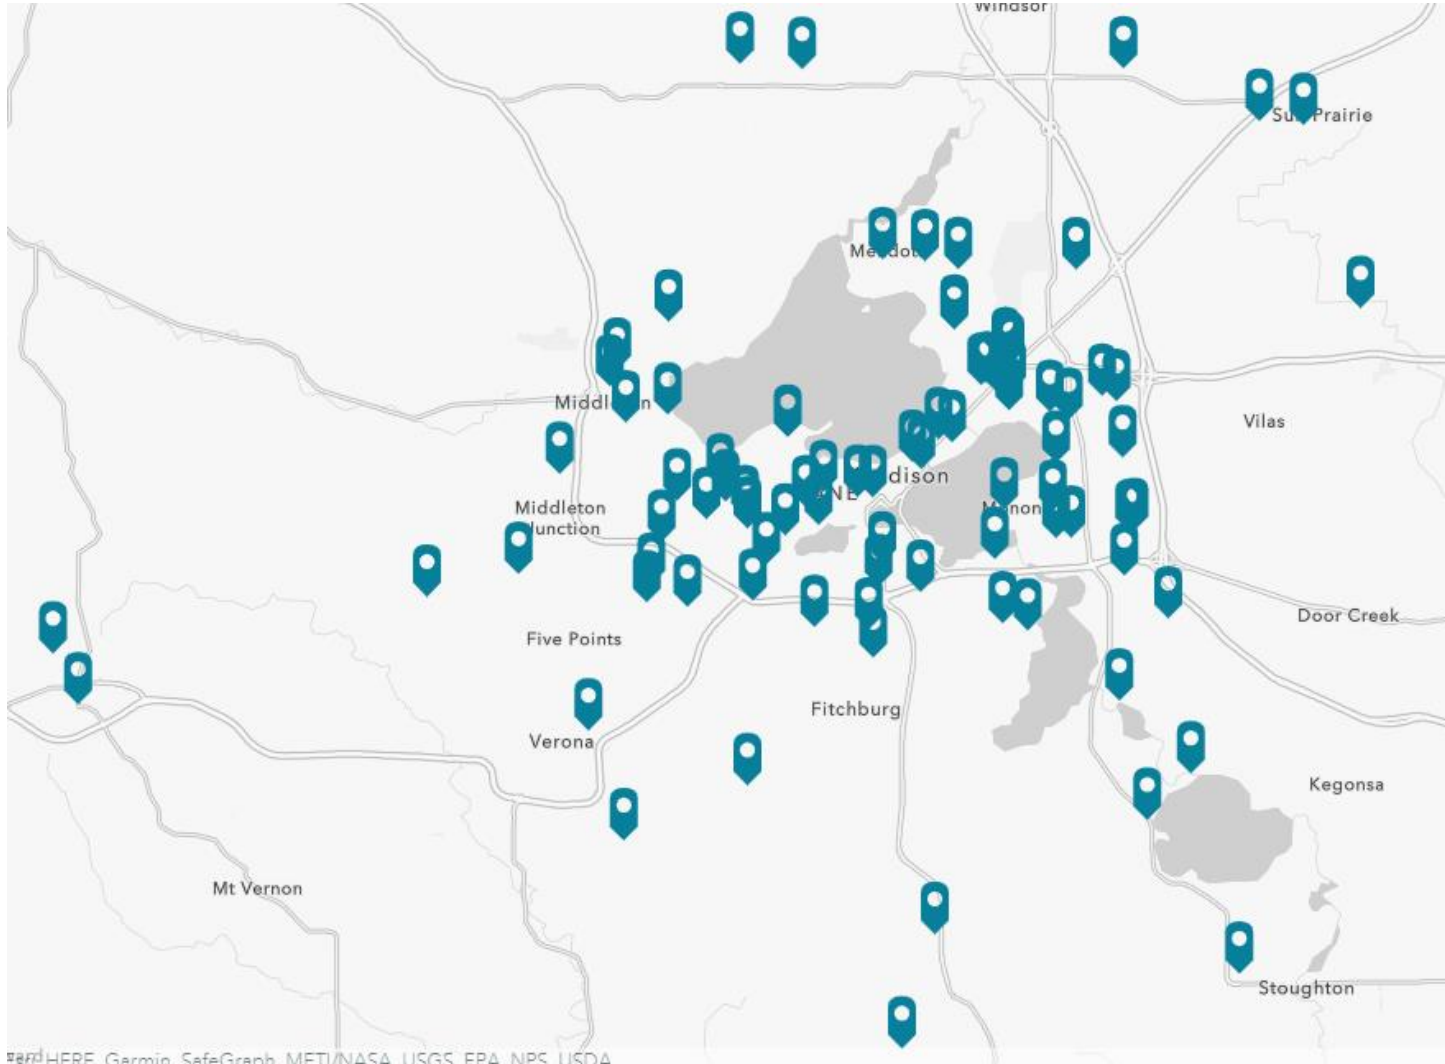 Windsor
Prairie
Vilas
dison
Middleton
Junction
Door Creek
Five Points
Fitchburg
Verona
Kegonsa
Mt Vernon
Stoughton
HERE, Garmin, SafeGraph, METI/NASA, USGS, EPA, NPS, USDA